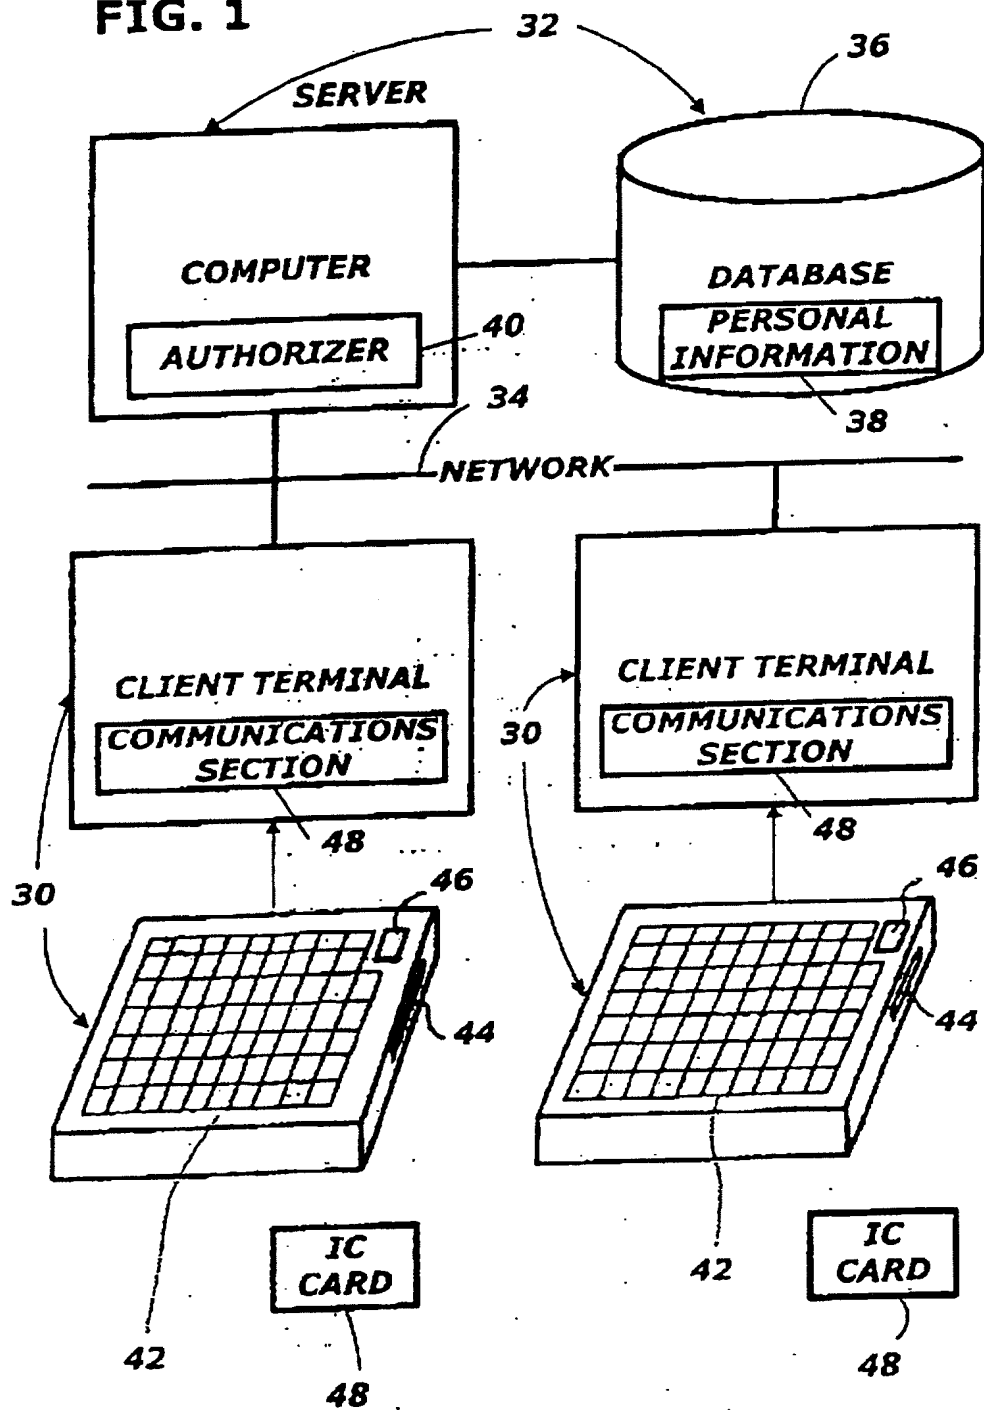 FIG. 1
32
36
SERVER
COMPUTER
DATABASE
AUTHORIZER
40
PERSONAL
INFORMATION
34
38
NETWORK
CLIENT TERMINAL
CLIENT TERMINAL
COMMUNICATIONS
SECTION
30
COMMUNICATIONS
SECTION
48
48
30
46
46
44
44
42
42
IC
CARD
IC
CARD
48
48